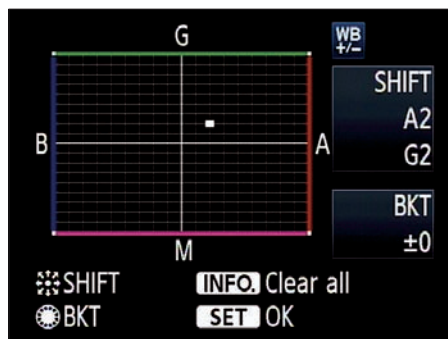 G
WB
+/-
SHIFT
A2
G2
B
A
BKT
±0
M
SHIFT
INFO. Clear all
BKT
SET OK